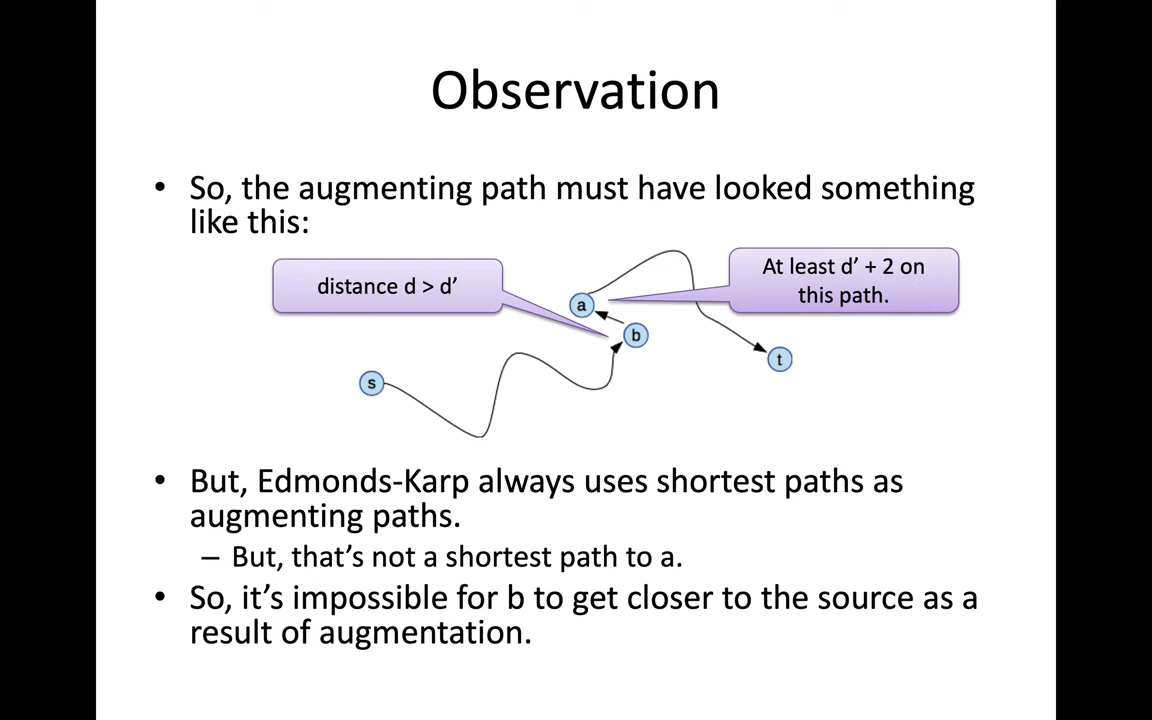 Observation
• So, the augmenting path must have looked something
like this:
distance d > d’
At least d’ + 2 on
this path.
a
b
t
s
• But, Edmonds-Karp always uses shortest paths as
augmenting paths.
– But, that’s not a shortest path to a.
• So, it’s impossible for b to get closer to the source as a
result of augmentation.